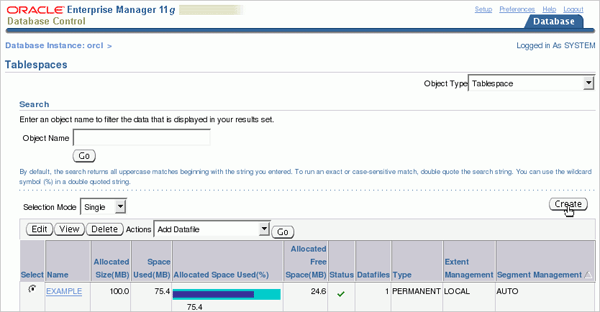 ORACLE Enterprise Manager 11g
Database Control
Setup Preferences Help Logout
Database
Database Instance: orcl >
Logged in As SYSTEM
Tablespaces
Object Type Tablespace
Search
Enter an object name to filter the data that is displayed in your results set.
Object Name
Go
By default, the search returns all uppercase matches beginning with the string you entered. To run an exact or case-sensitive match, double quote the search string. You can use the wildcard
symbol (%) in a double quoted string.
Selection Mode Single
Create
Edit View Delete Actions Add Datafile Go
Select Name Allocated Size(MB) Space Used(MB) Allocated Space Used(%) Allocated Free Space(MB) Status Datafiles Type Extent Management Segment Management
EXAMPLE 100.0 75.4 75.4 24.6 1 PERMANENT LOCAL AUTO